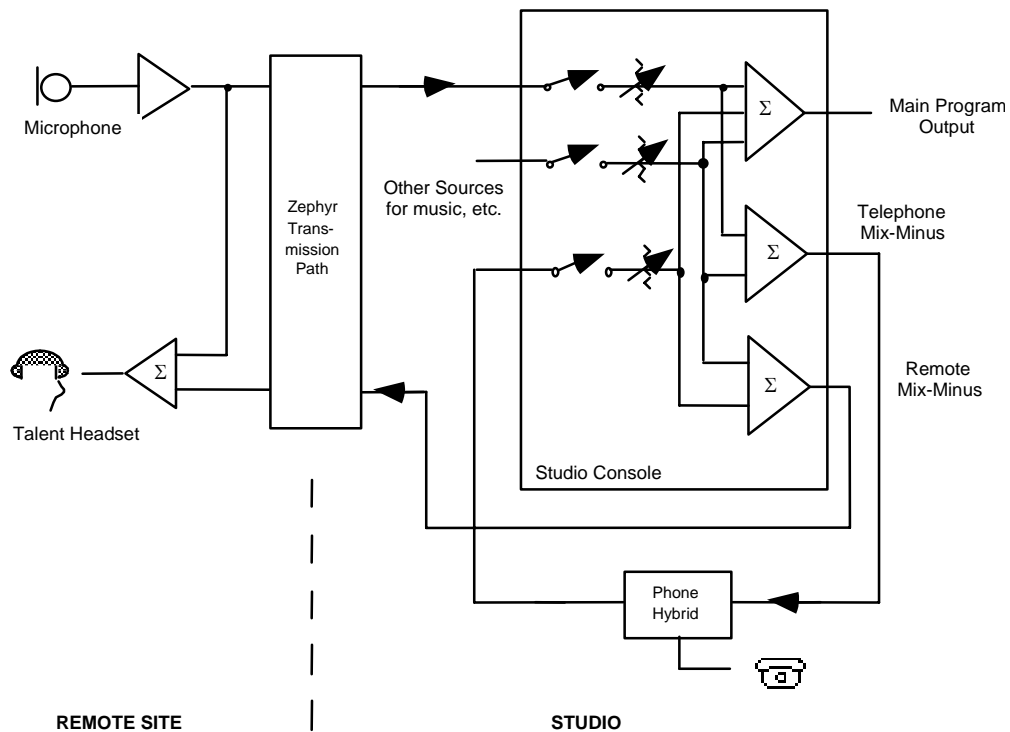 Microphone
Zephyr
Trans-
mission
Path
Talent Headset
Other Sources
for music, etc.
Σ
Σ
Σ
Σ
Main Program
Output
Telephone
Mix-Minus
Remote
Mix-Minus
Studio Console
Phone
Hybrid
REMOTE SITE
STUDIO